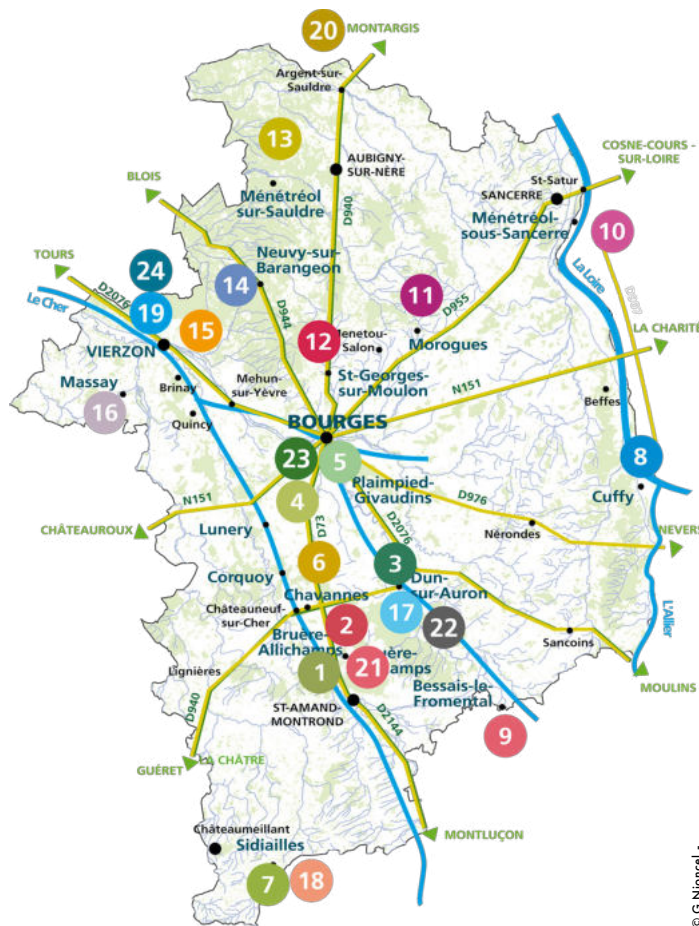 20
MONTARGIS
Argent-sur-
Sauldre
13
AUBIGNY-
SUR-NÈRE
COSNE-COURS -
SUR-LOIRE
BLOIS
Ménétréol
sur-Sauldre
D940
St-Satur
SANCERRE
Ménétréol-
sous-Sancerre
10
TOURS
24
D2076
Neuvy-sur-
Barangeon
14
La Loire
Le Cher
19
15
D944
11
D955
LA CHARITÉ
VIERZON
12
Menetou-
Salon
Morogues
St-Georges-
sur-Moulon
Massay
Brinay
Mehun-
sur-Yèvre
N151
Beffes
16
Quincy
BOURGES
23
5
8
4
Plaimpied-
Givaudins
D976
Cuffy
N151
CHÂTEAUROUX
Lunery
D73
D2076
Nérondes
NEVERS
6
3
Corquoy
Chavannes
Dun-
sur-Auron
Châteauneuf-
sur-Cher
17
22
2
Bruère-
Allichamps
L'Allier
Sancoins
1
21
Lignières
Bessais-le-
Fromental
MOULINS
ST-AMAND-
MONTROND
D940
D2144
9
LA CHÂTRE
GUÉRET
Châteaumeillant
MONTLUÇON
Sidiailles
7
18